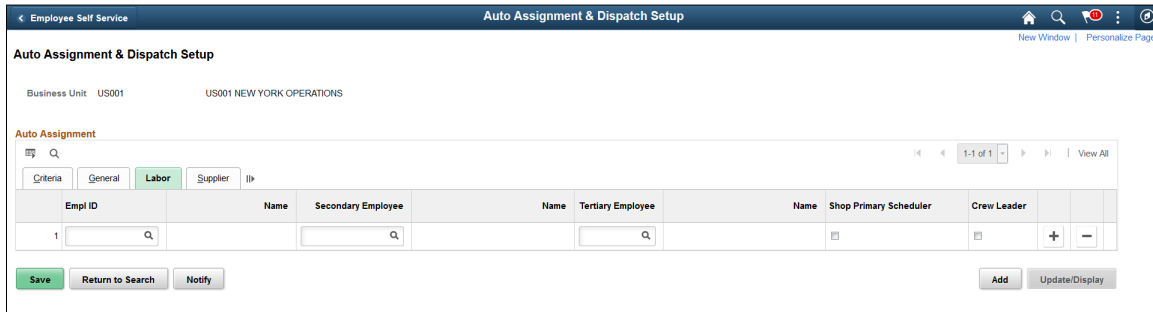 Employee Self Service
Auto Assignment & Dispatch Setup
11
New Window | Personalize Page
Auto Assignment & Dispatch Setup
Business Unit US001 US001 NEW YORK OPERATIONS
Auto Assignment
1-1 of 1 | View All
Criteria General Labor Supplier
Empl ID Name Secondary Employee Name Tertiary Employee Name Shop Primary Scheduler Crew Leader
1
Save Return to Search Notify Add Update/Display